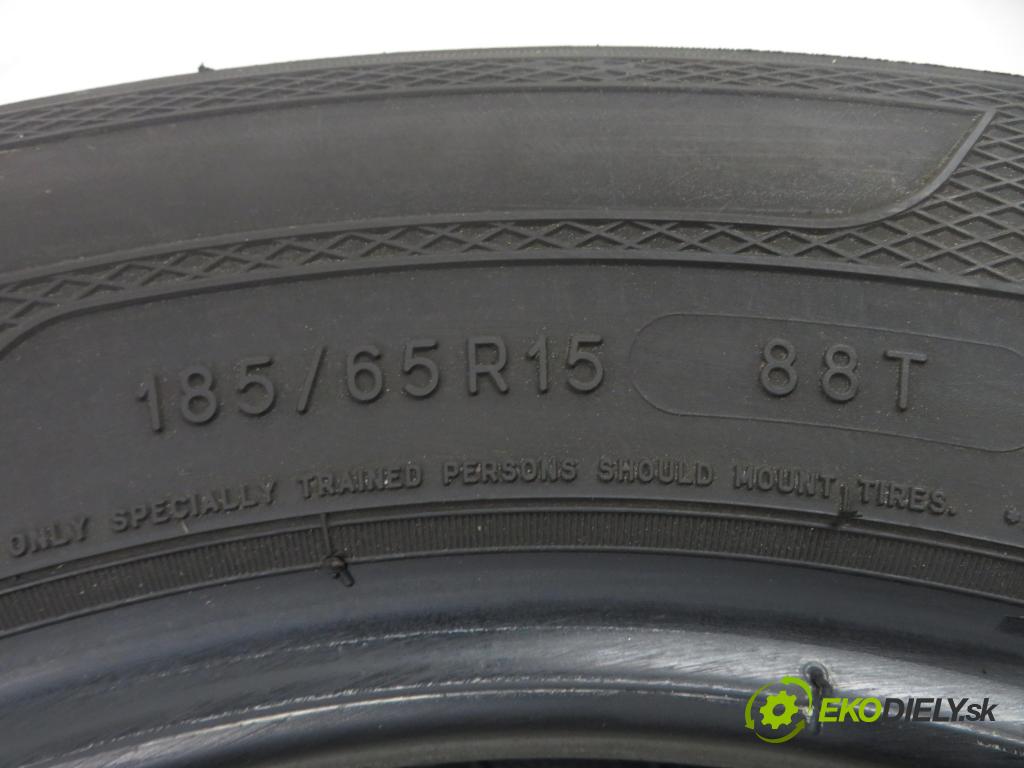 185/65R15 88T
ONLY SPECIALLY TRAINED PERSONS SHOULD MOUNT TIRES.
EKODIELY.sk